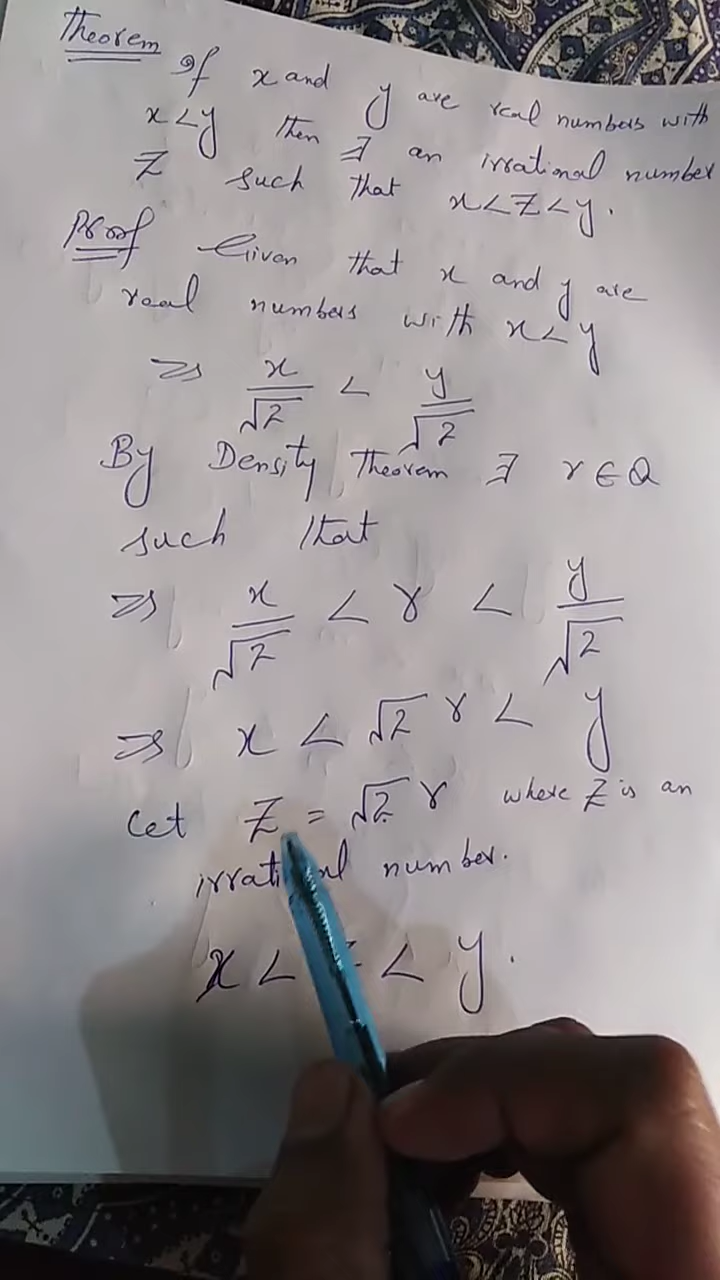 Theorem If x and y are real numbers with
x<y then ∃ an irrational number
z such that x<z<y.
Proof Given that x and y are
real numbers with x<y
⇒ x/√2 < y/√2
By Density Theorem ∃ r∈Q
such that
⇒ x/√2 < r < y/√2
⇒ x < √2 r < y
Let z = √2 r where z is an
irrational number.
x < < y.